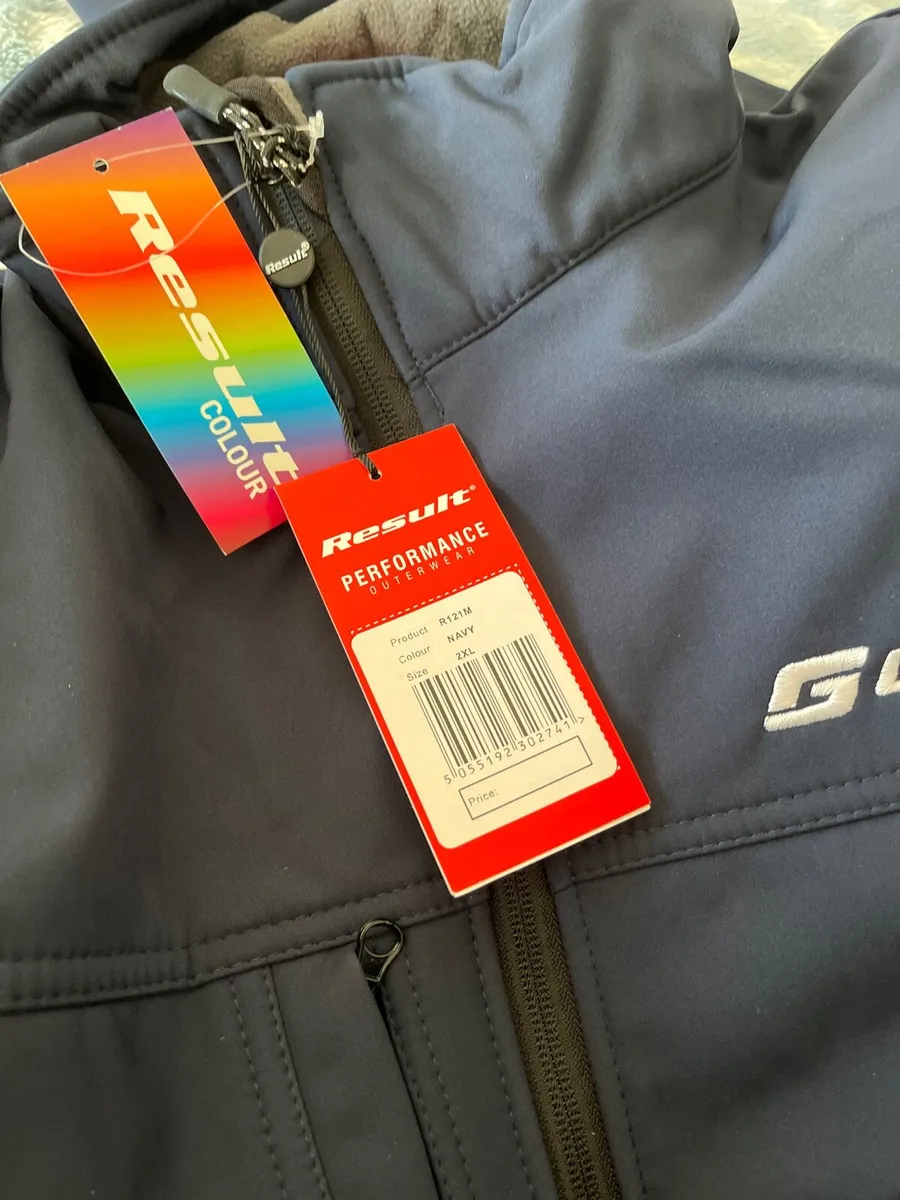 Result
COLOUR
Result®
Result®
PERFORMANCE
OUTERWEAR
Product R121M
Colour NAVY
Size 2XL
5 055192 302741 >
Price:
G